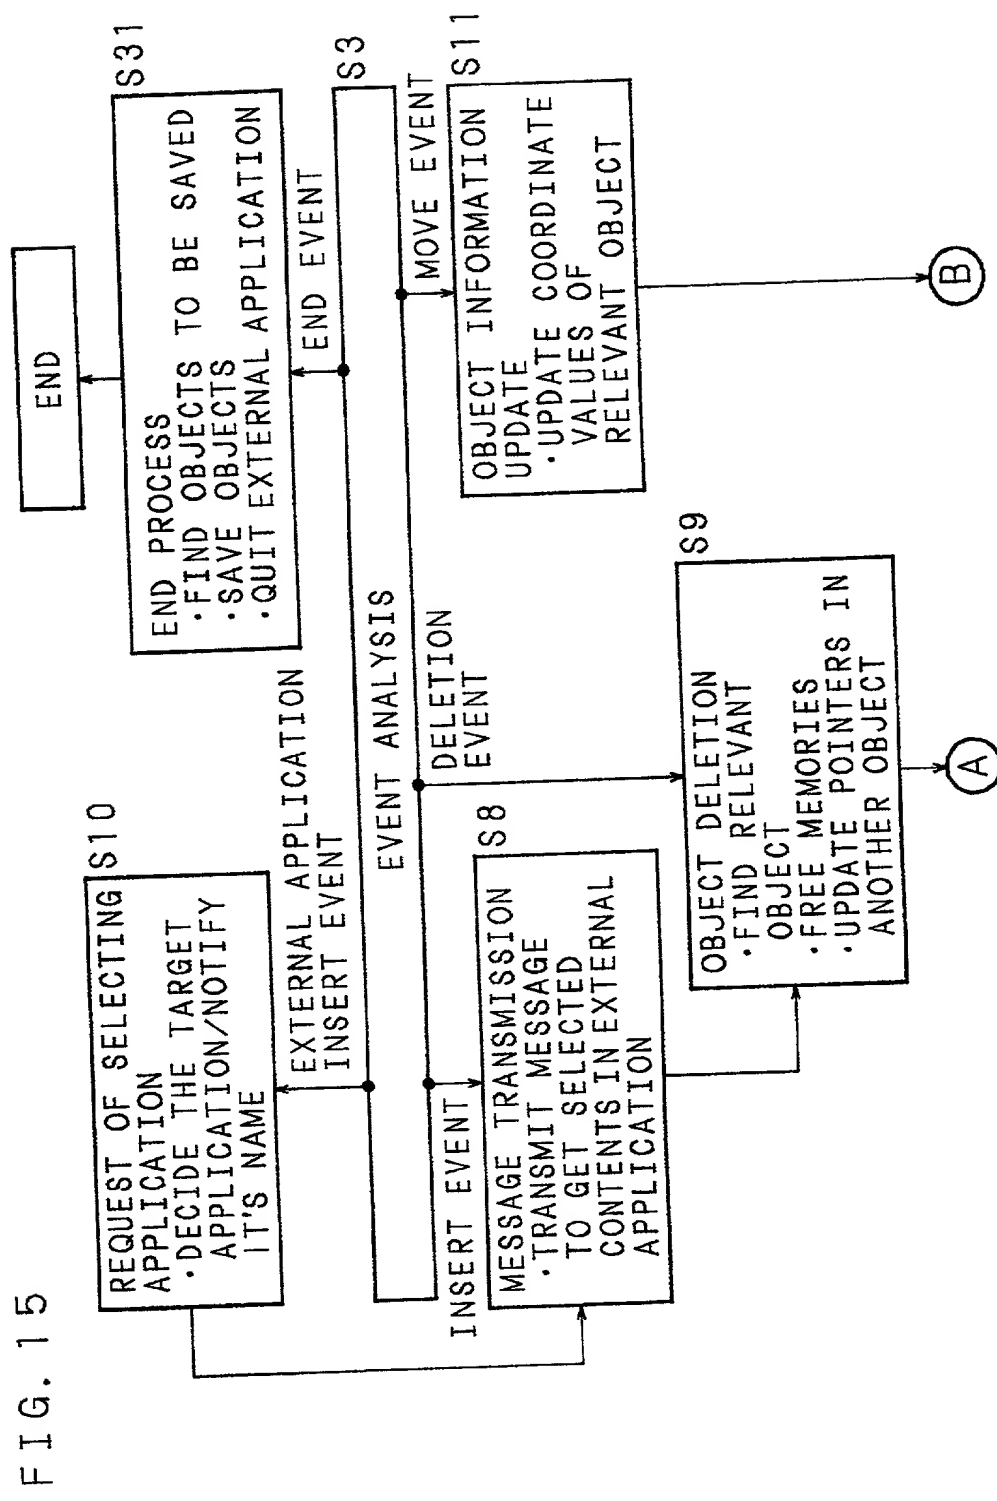 FIG. 15
END
REQUEST OF SELECTING
APPLICATION
·DECIDE THE TARGET
APPLICATION/NOTIFY
IT'S NAME
S10
END PROCESS
·FIND OBJECTS TO BE SAVED
·SAVE OBJECTS
·QUIT EXTERNAL APPLICATION
S31
EXTERNAL APPLICATION
INSERT EVENT
END EVENT
EVENT ANALYSIS
S3
INSERT EVENT
DELETION
EVENT
MOVE EVENT
MESSAGE TRANSMISSION
·TRANSMIT MESSAGE
TO GET SELECTED
CONTENTS IN EXTERNAL
APPLICATION
S8
OBJECT INFORMATION
UPDATE
·UPDATE COORDINATE
VALUES OF
RELEVANT OBJECT
S11
OBJECT DELETION
·FIND RELEVANT
OBJECT
·FREE MEMORIES
·UPDATE POINTERS IN
ANOTHER OBJECT
S9
A
B